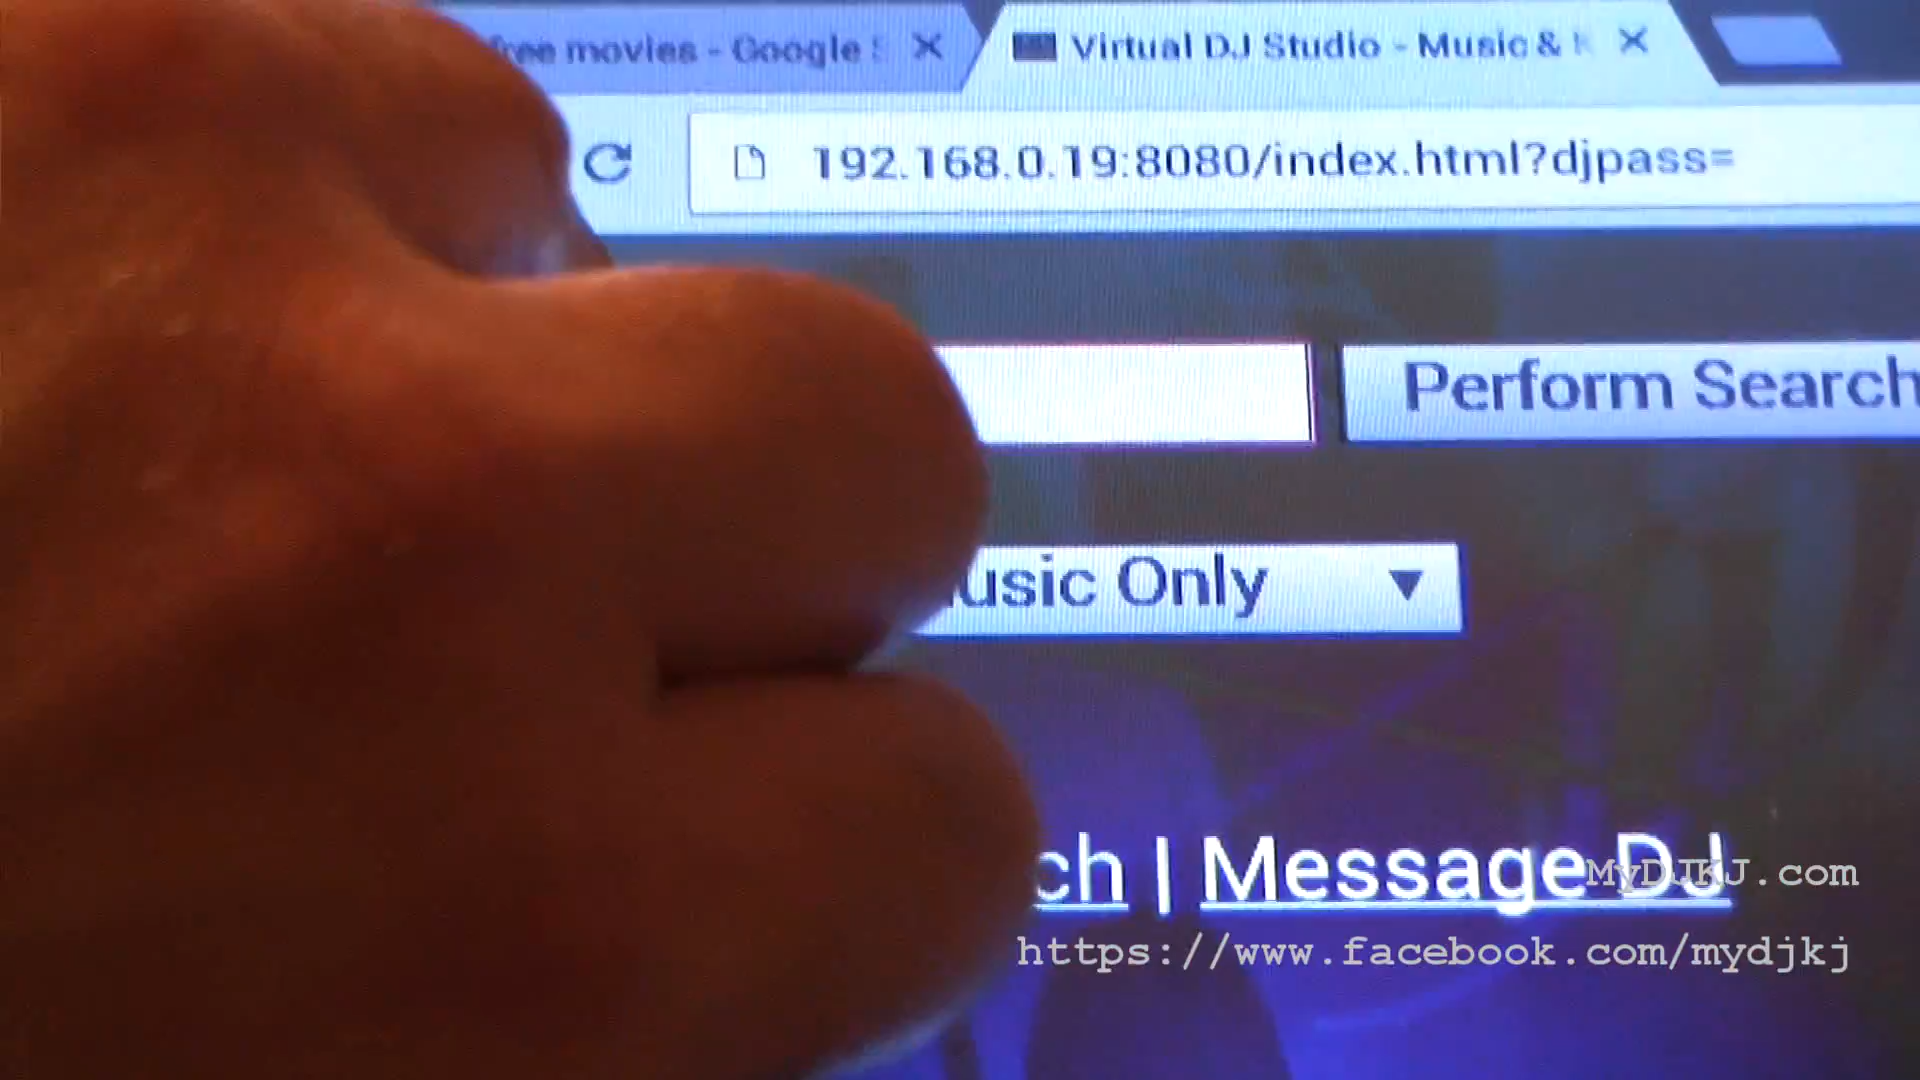 free movies - Google S
Virtual DJ Studio - Music & K
192.168.0.19:8080/index.html?djpass=
Perform Search
usic Only
ch | Message DJ
MyDJKJ.com
https://www.facebook.com/mydjkj